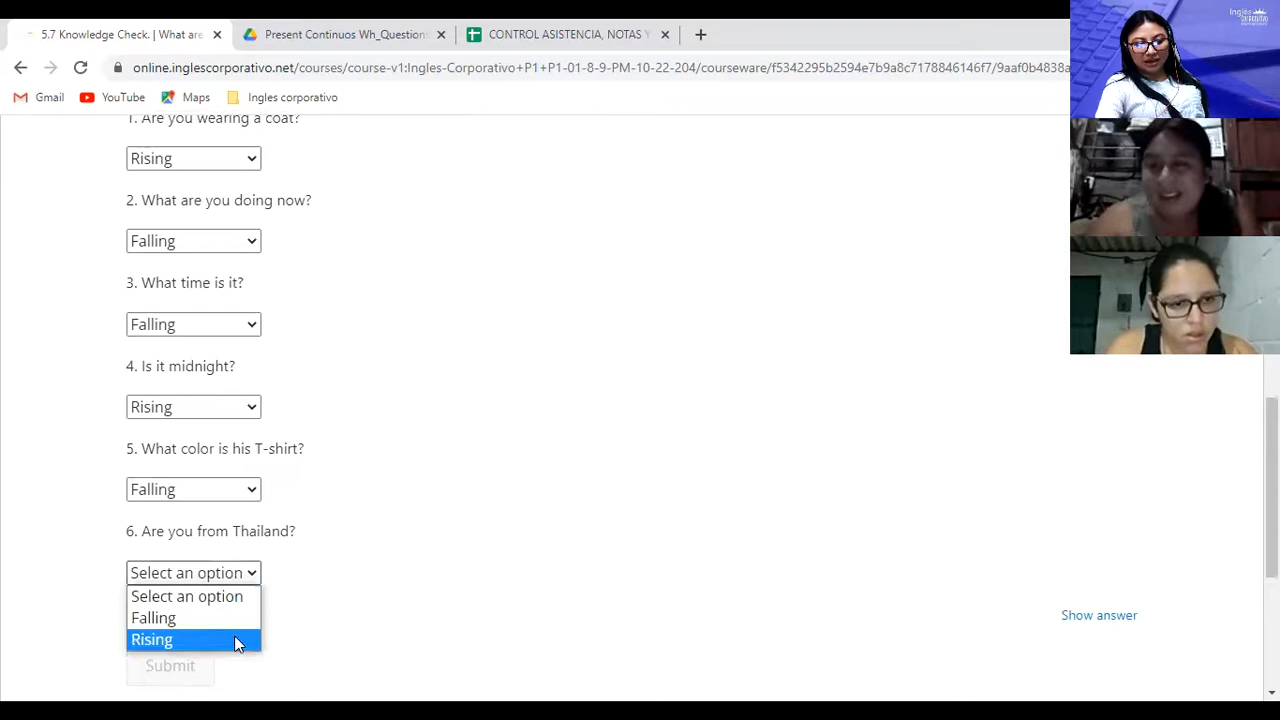 5.7 Knowledge Check. | What are
Present Continuos Wh_Question
CONTROL ASISTENCIA, NOTAS Y
online.inglescorporativo.net/courses/course-v1:Ingles-Corporativo+P1+P1-01-8-9-PM-10-22-204/courseware/f5342295b2594e7b9a8c7178846146f7/9aaf0b4838a
Gmail
YouTube
Maps
Ingles corporativo
1. Are you wearing a coat?
Rising
2. What are you doing now?
Falling
3. What time is it?
Falling
4. Is it midnight?
Rising
5. What color is his T-shirt?
Falling
6. Are you from Thailand?
Select an option
Select an option
Falling
Rising
Show answer
Submit
Inglés